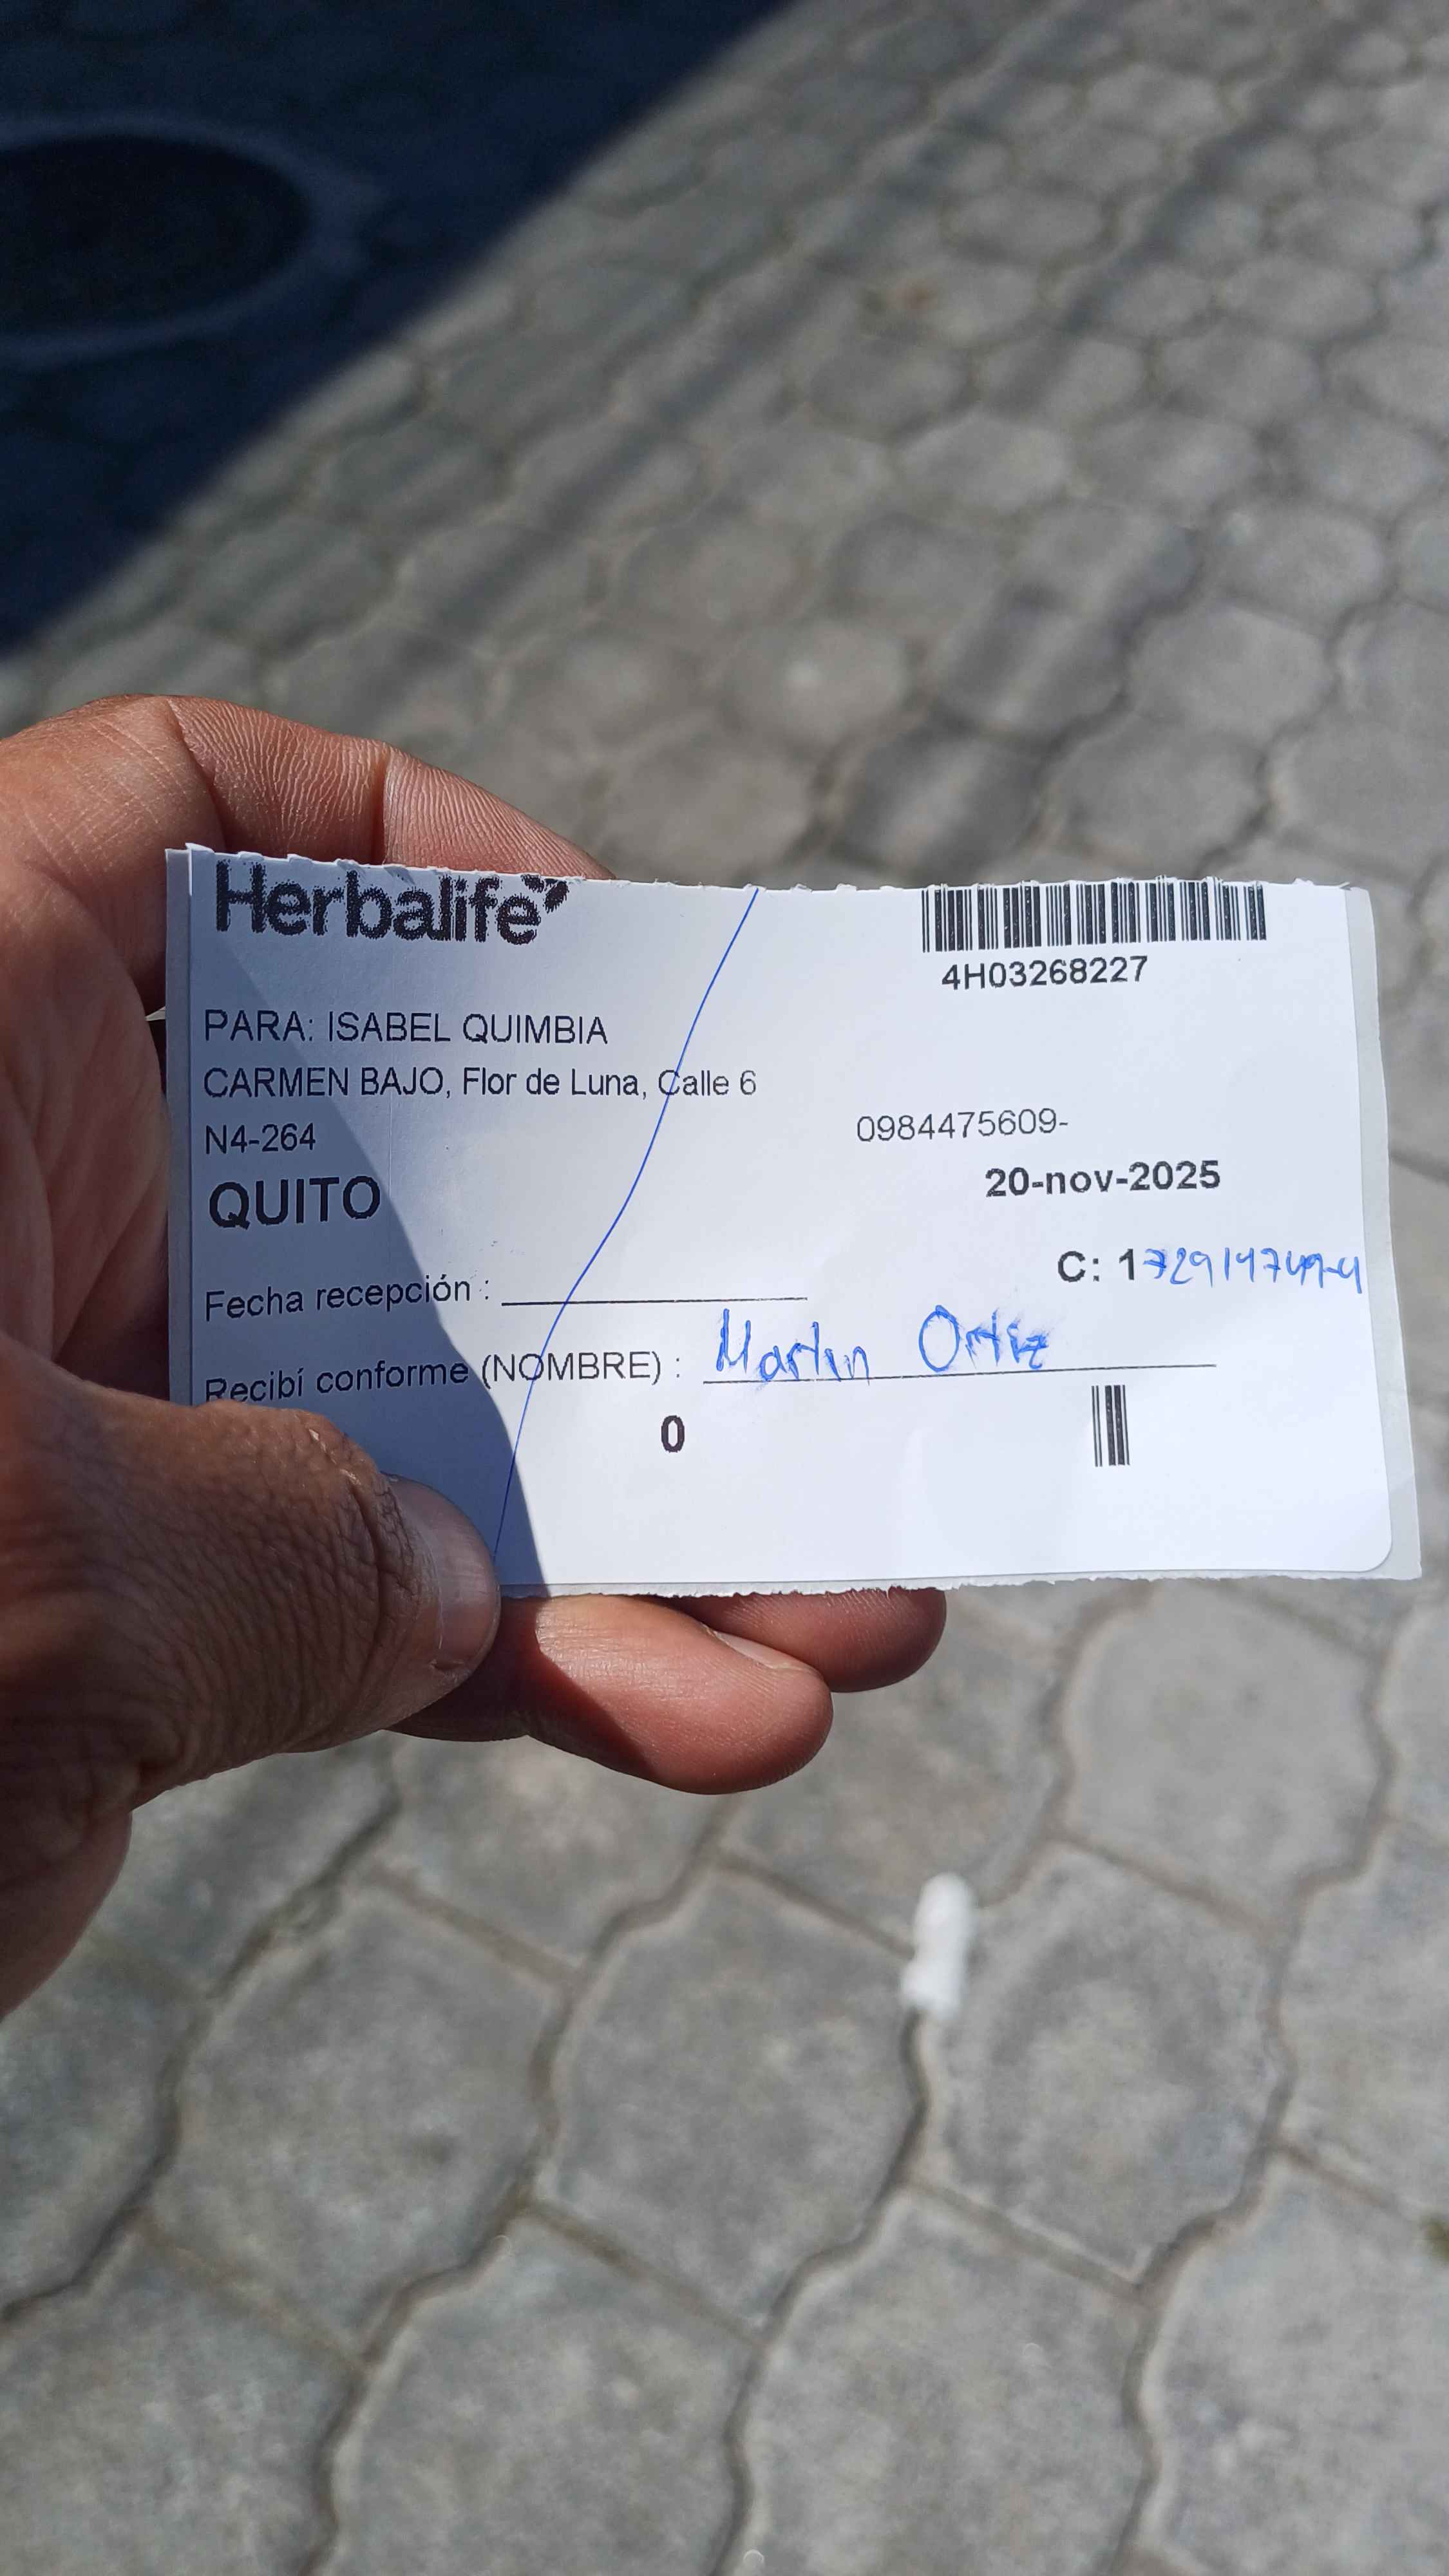 Herbalife
4H03268227
PARA: ISABEL QUIMBIA
CARMEN BAJO, Flor de Luna, Calle 6
N4-264
0984475609-
QUITO
20-nov-2025
C: 1
Fecha recepción :
Recibí conforme (NOMBRE) : Martin Ortiz
0